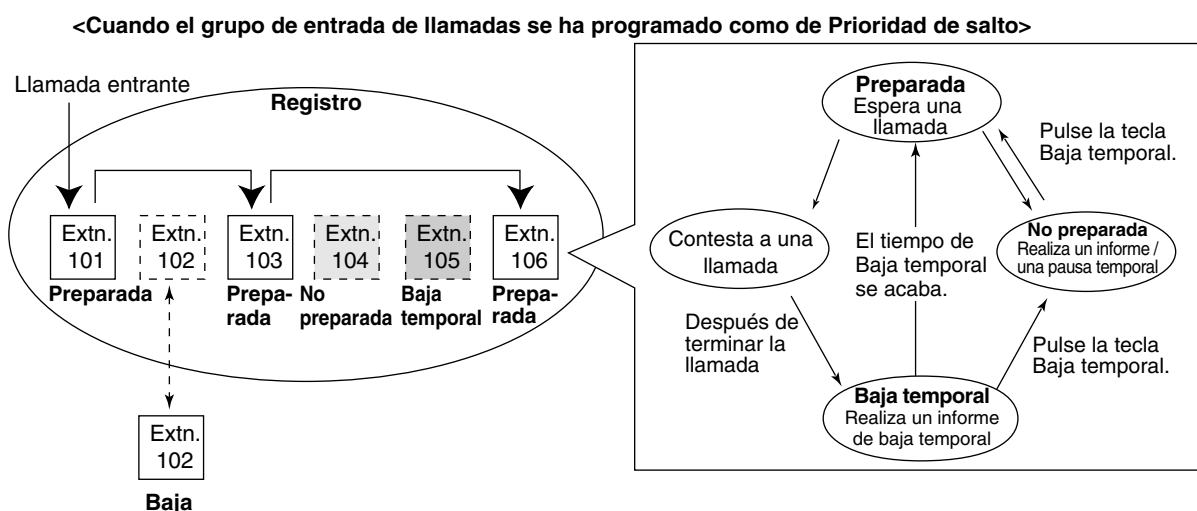 <Cuando el grupo de entrada de llamadas se ha programado como de Prioridad de salto>
Llamada entrante
Registro
Extn.
101
Extn.
102
Extn.
103
Extn.
104
Extn.
105
Extn.
106
Preparada
Prepa-
rada
No
preparada
Baja
temporal
Prepa-
rada
Extn.
102
Baja
Preparada
Espera una
llamada
Pulse la tecla
Baja temporal.
Contesta a una
llamada
El tiempo de
Baja temporal
se acaba.
No preparada
Realiza un informe /
una pausa temporal
Después de
terminar la
llamada
Pulse la tecla
Baja temporal.
Baja temporal
Realiza un informe
de baja temporal